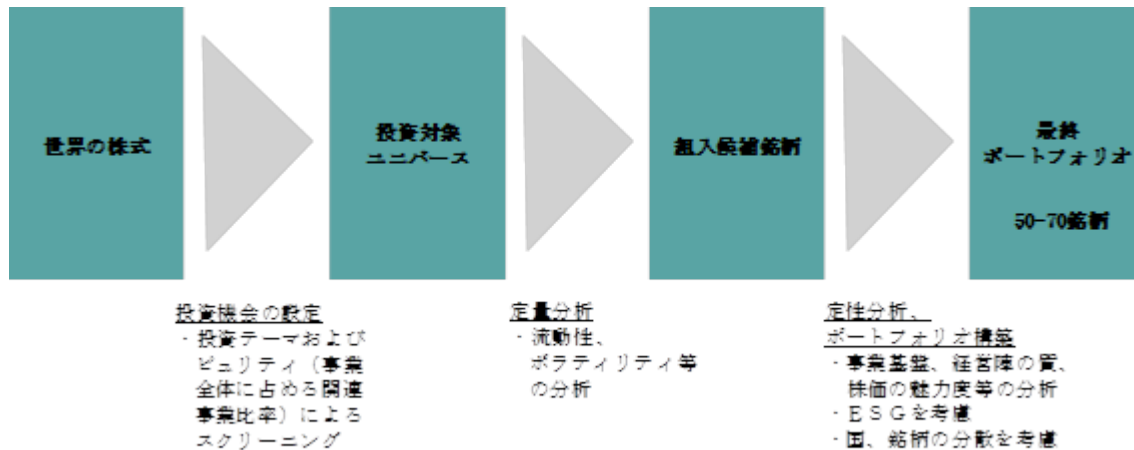 世界の株式
投資対象
ユニバース
組入候補銘柄
最終
ポートフォリオ
50-70銘柄
投資機会の設定
・投資テーマおよび
ピュリティ（事業
全体に占める関連
事業比率）による
スクリーニング
定量分析
・流動性、
ボラティリティ等
の分析
定性分析、
ポートフォリオ構築
・事業基盤、経営陣の質、
株価の魅力度等の分析
・ＥＳＧを考慮
・国、銘柄の分散を考慮